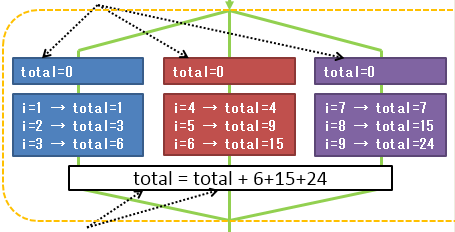 total=0
total=0
total=0
i=1 → total=1
i=2 → total=3
i=3 → total=6
i=4 → total=4
i=5 → total=9
i=6 → total=15
i=7 → total=7
i=8 → total=15
i=9 → total=24
total = total + 6+15+24